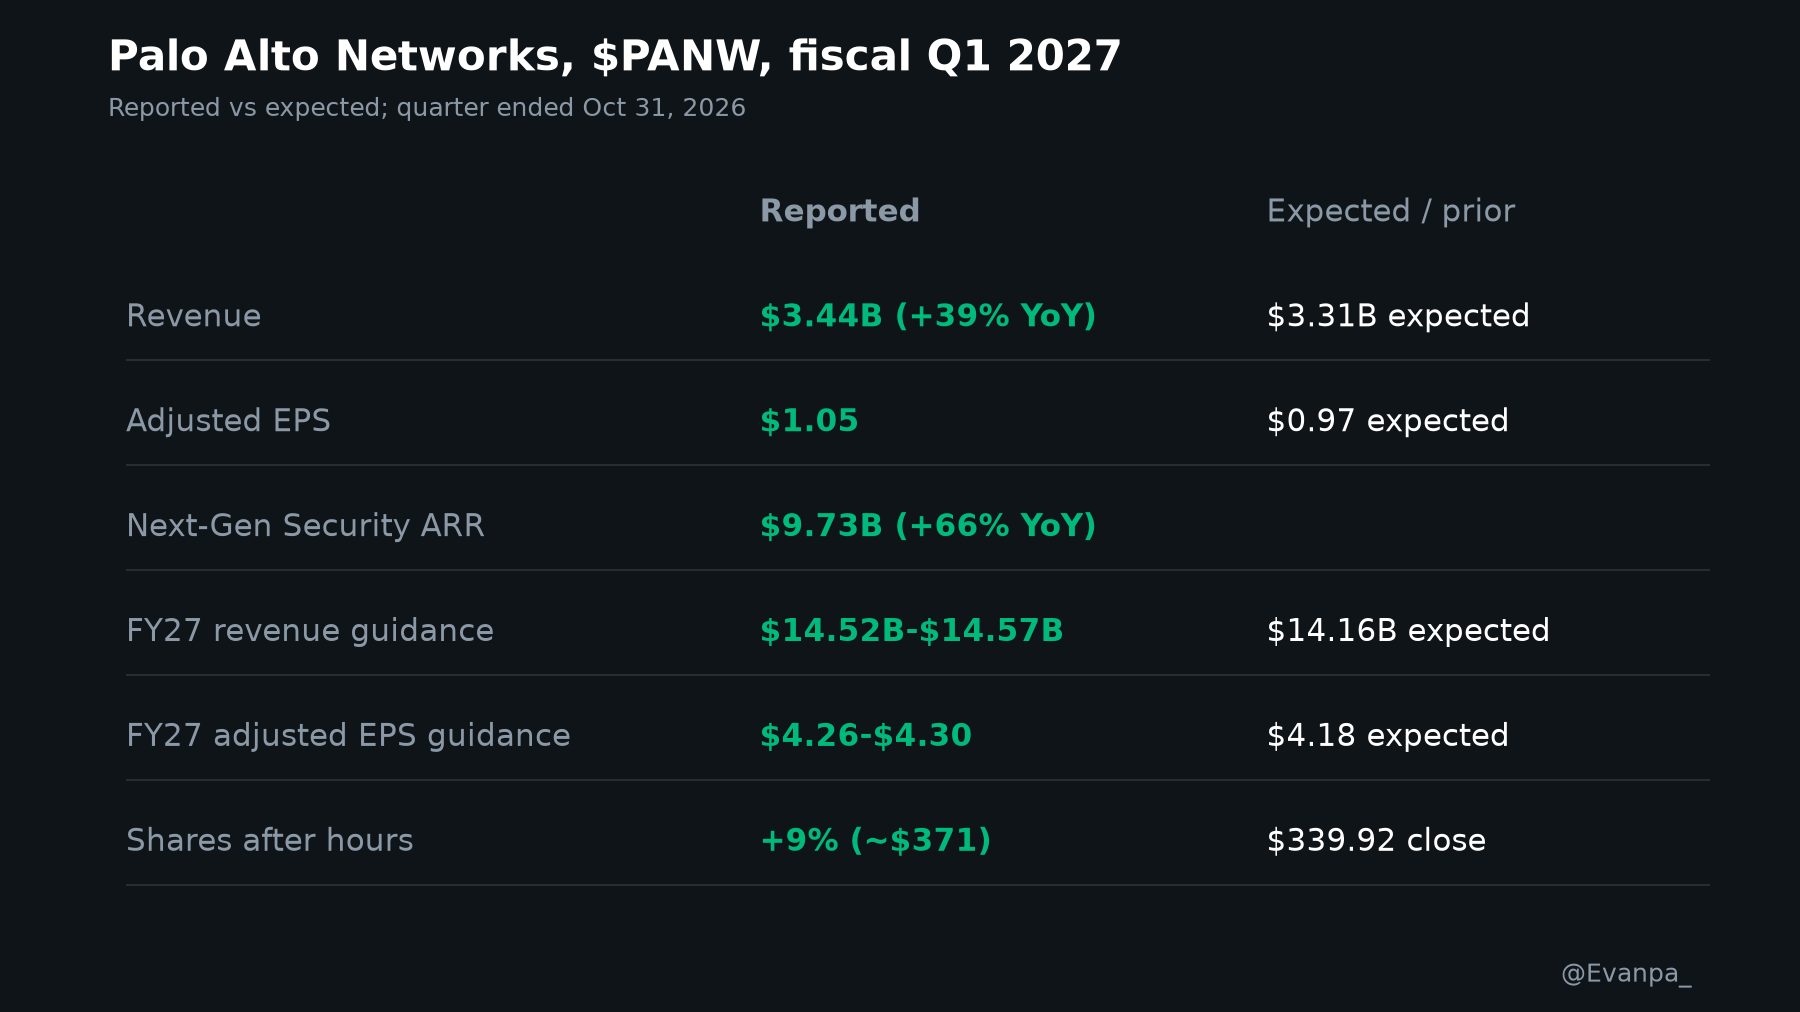 Palo Alto Networks, $PANW, fiscal Q1 2027
Reported vs expected; quarter ended Oct 31, 2026
Reported Expected / prior
Revenue $3.44B (+39% YoY) $3.31B expected
Adjusted EPS $1.05 $0.97 expected
Next-Gen Security ARR $9.73B (+66% YoY)
FY27 revenue guidance $14.52B-$14.57B $14.16B expected
FY27 adjusted EPS guidance $4.26-$4.30 $4.18 expected
Shares after hours +9% (~$371) $339.92 close
@Evanpa_